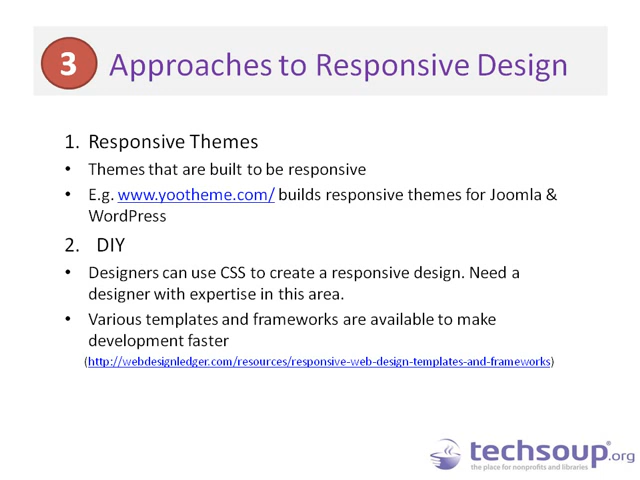 3 Approaches to Responsive Design
1. Responsive Themes
• Themes that are built to be responsive
• E.g. www.yootheme.com/ builds responsive themes for Joomla &
WordPress
2. DIY
• Designers can use CSS to create a responsive design. Need a
designer with expertise in this area.
• Various templates and frameworks are available to make
development faster
(http://webdesignledger.com/resources/responsive-web-design-templates-and-frameworks)
techsoup®.org
the place for nonprofits and libraries